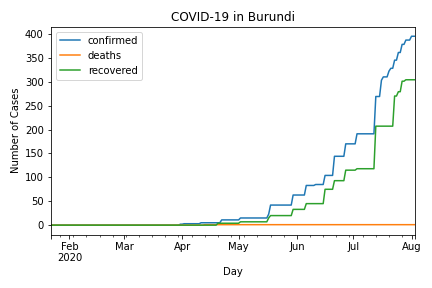 COVID-19 in Burundi
confirmed
deaths
recovered
400
350
300
250
200
150
100
50
0
Number of Cases
Feb
2020
Mar
Apr
May
Jun
Jul
Aug
Day